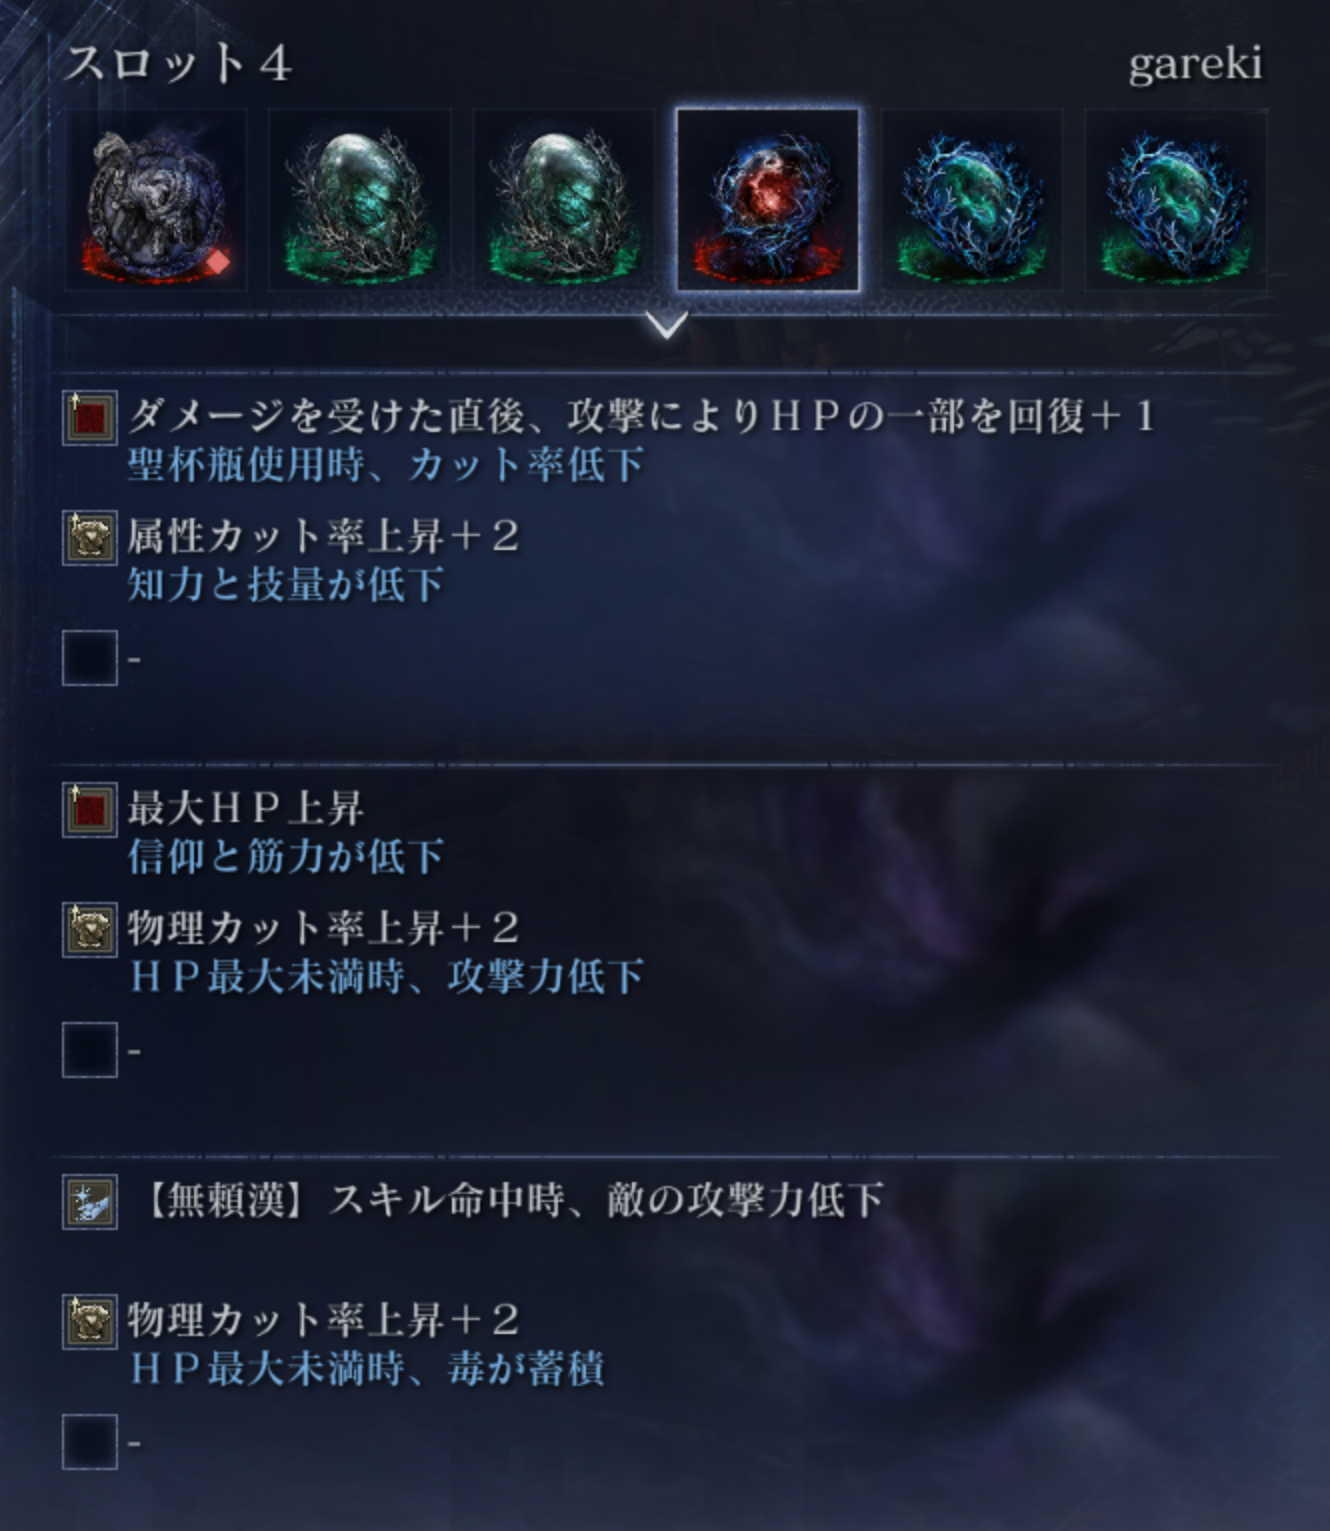 スロット4
gareki
ダメージを受けた直後、攻撃によりＨＰの一部を回復＋１
聖杯瓶使用時、カット率低下
属性カット率上昇＋２
知力と技量が低下
-
最大ＨＰ上昇
信仰と筋力が低下
物理カット率上昇＋２
ＨＰ最大未満時、攻撃力低下
-
【無頼漢】スキル命中時、敵の攻撃力低下
物理カット率上昇＋２
ＨＰ最大未満時、毒が蓄積
-